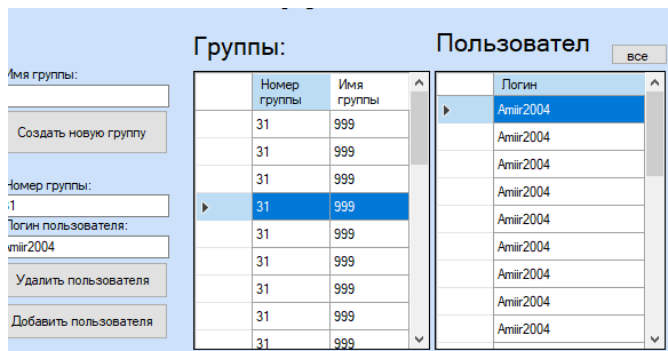 Группы:
Пользовател
все
Имя группы:
Создать новую группу
Номер группы:
31
Логин пользователя:
Amiir2004
Удалить пользователя
Добавить пользователя
Номер группы
Имя группы
31 999
31 999
31 999
31 999
31 999
31 999
31 999
31 999
31 999
Логин
Amiir2004
Amiir2004
Amiir2004
Amiir2004
Amiir2004
Amiir2004
Amiir2004
Amiir2004
Amiir2004